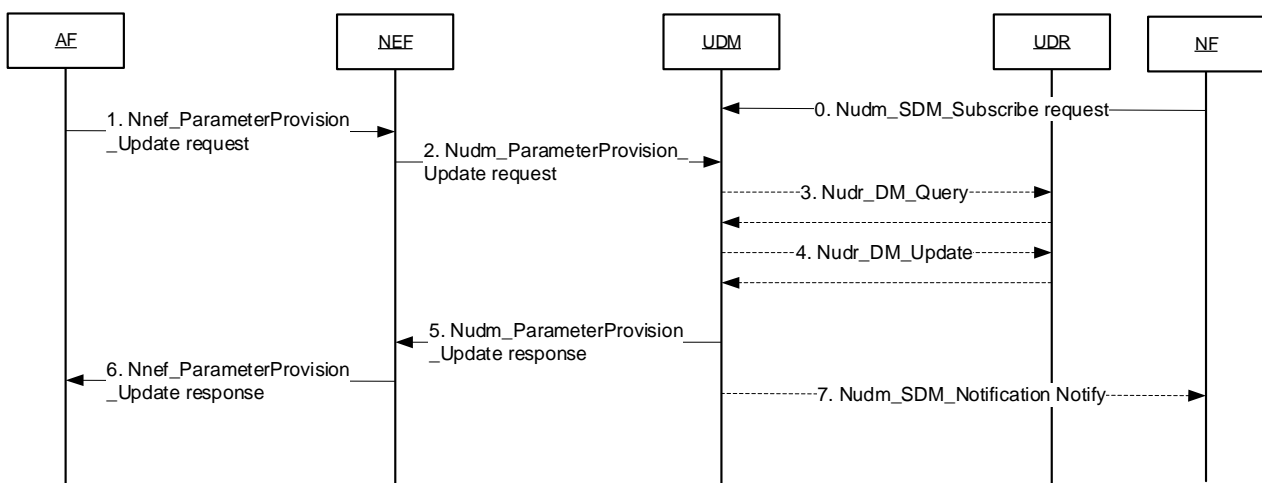 AF
NEF
UDM
UDR
NF
0. Nudm_SDM_Subscribe request
1. Nnef_ParameterProvision
_Update request
2. Nudm_ParameterProvision_
Update request
3. Nudr_DM_Query
4. Nudr_DM_Update
5. Nudm_ParameterProvision
_Update response
6. Nnef_ParameterProvision
_Update response
7. Nudm_SDM_Notification Notify